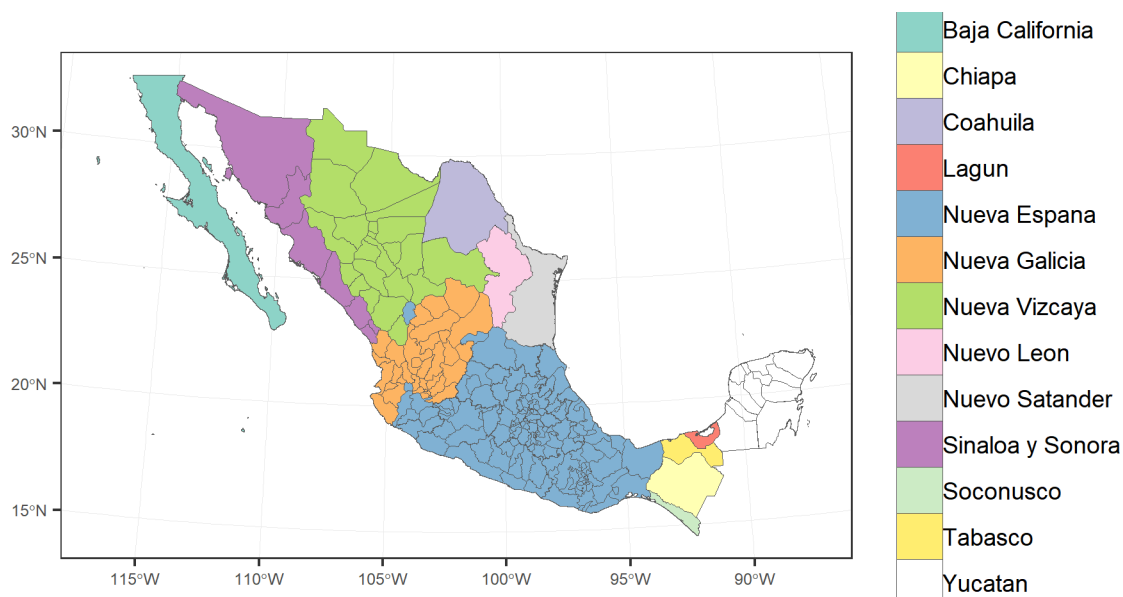 30°N
25°N
20°N
15°N
115°W
110°W
105°W
100°W
95°W
90°W
Baja California
Chiapa
Coahuila
Lagun
Nueva Espana
Nueva Galicia
Nueva Vizcaya
Nuevo Leon
Nuevo Satander
Sinaloa y Sonora
Soconusco
Tabasco
Yucatan